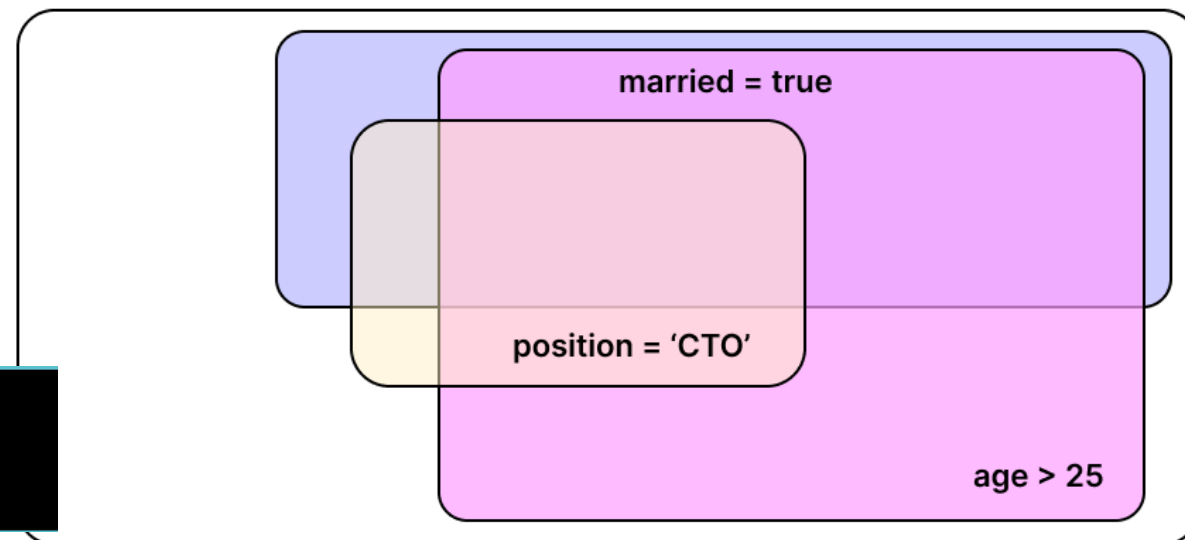 married = true
position = ‘CTO’
age > 25